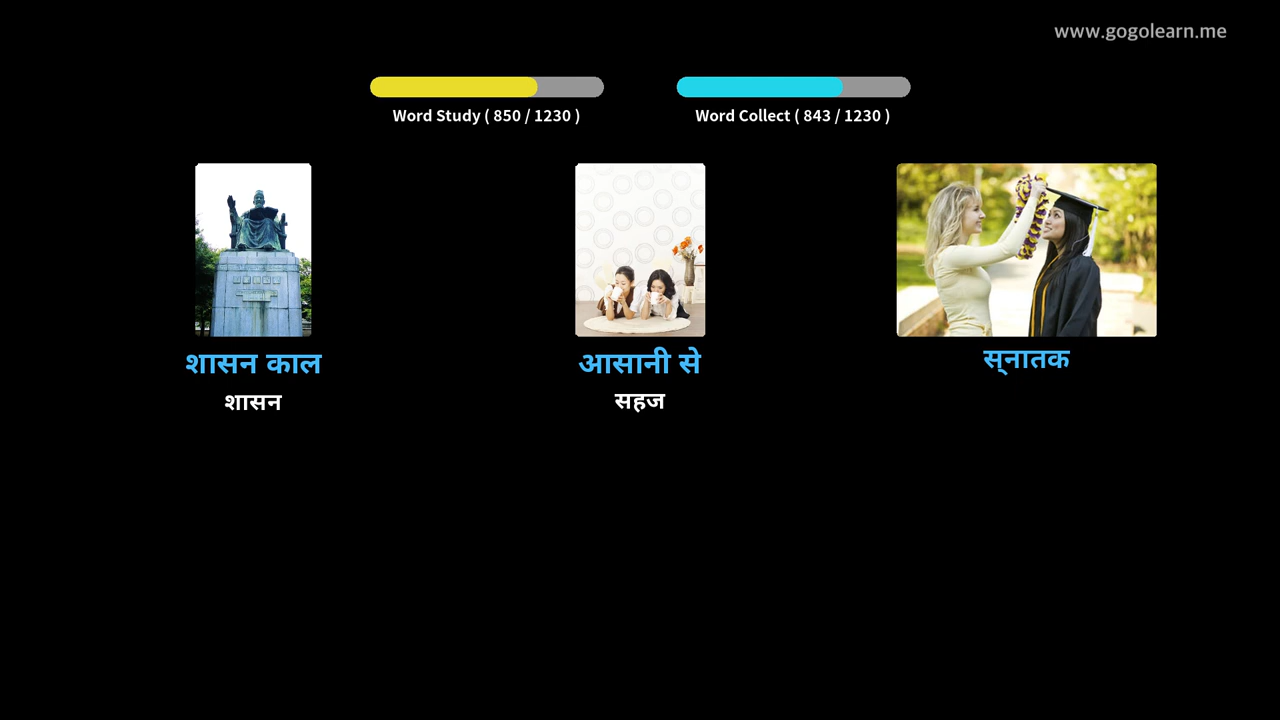 www.gogolearn.me
Word Study ( 850 / 1230 )
Word Collect ( 843 / 1230 )
शासन काल
शासन
आसानी से
सहज
स्‌नातक